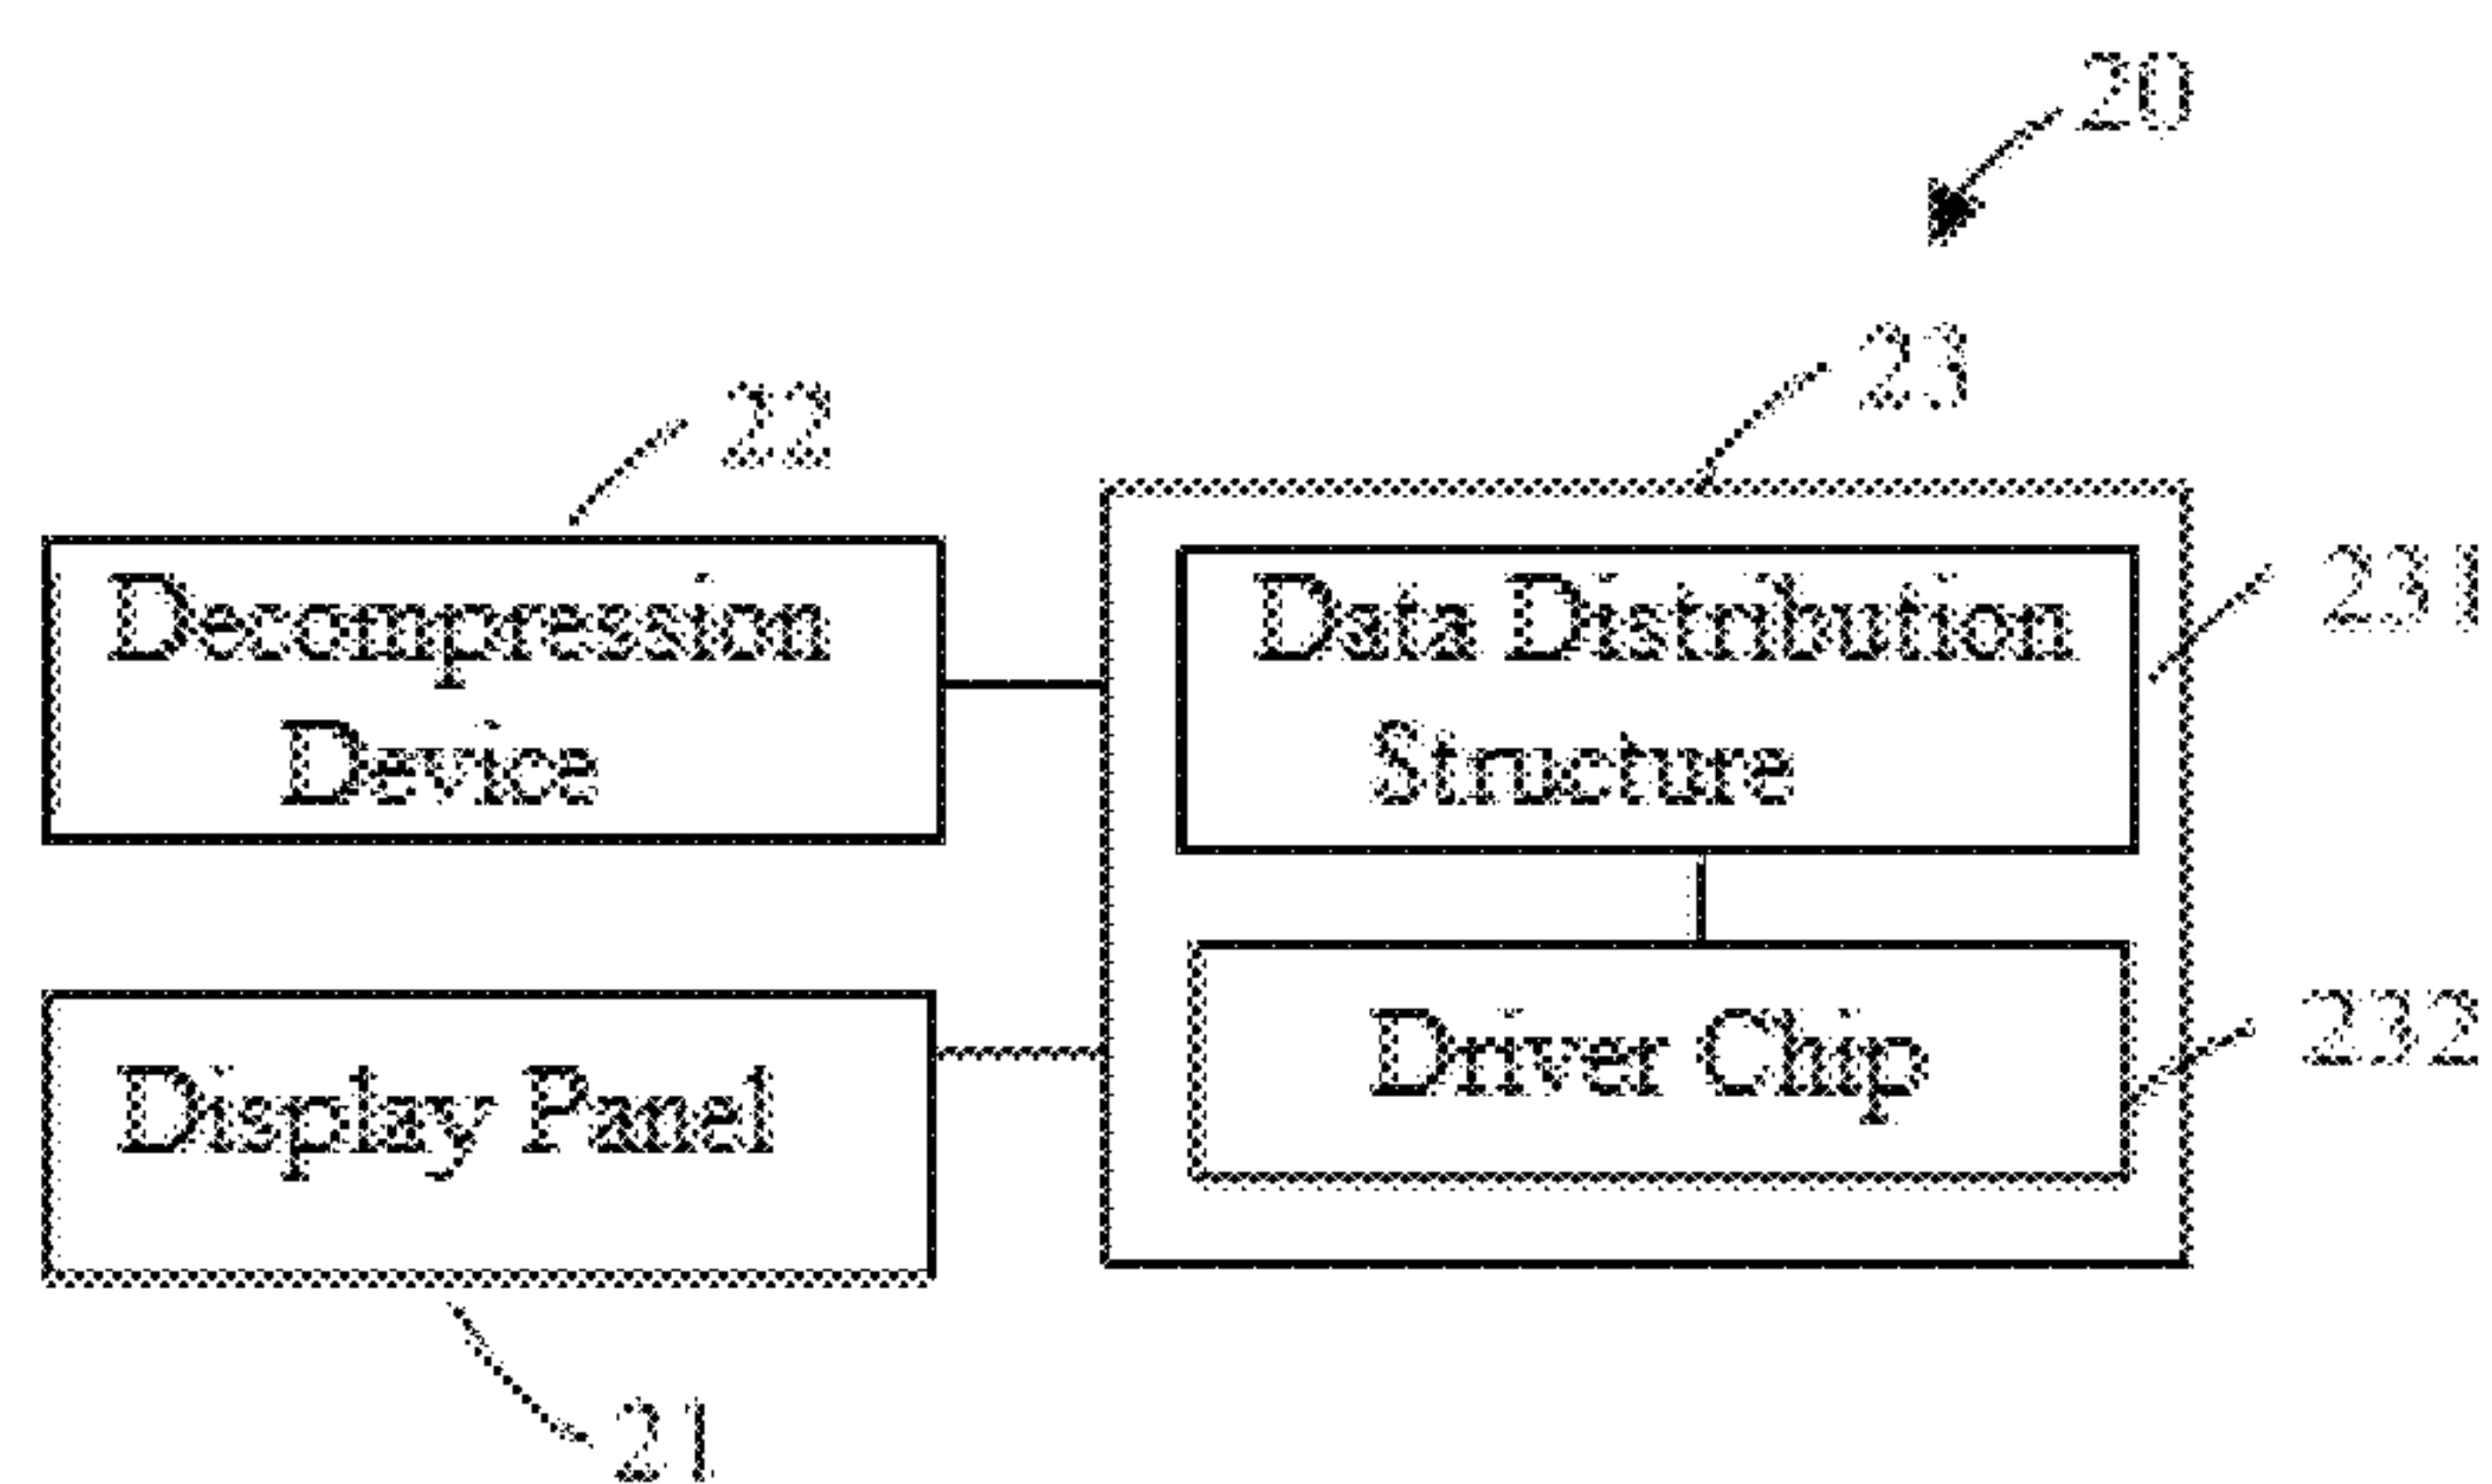 20
23
22
Decompression
Device
Data Distribution
Structure
231
Display Panel
Driver Chip
232
21